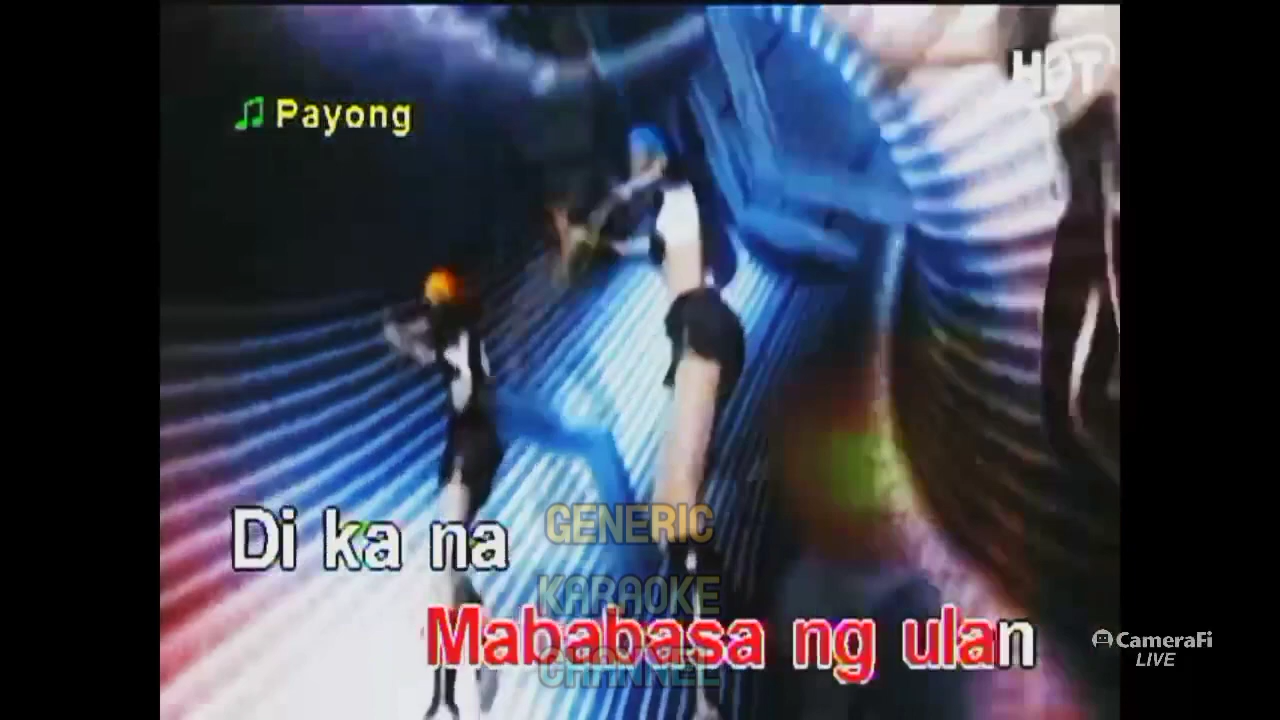 HOT
♫ Payong
Di ka na
GENERIC
KARAOKE
Mababasa ng ulan
CHANNEL
CameraFi
LIVE